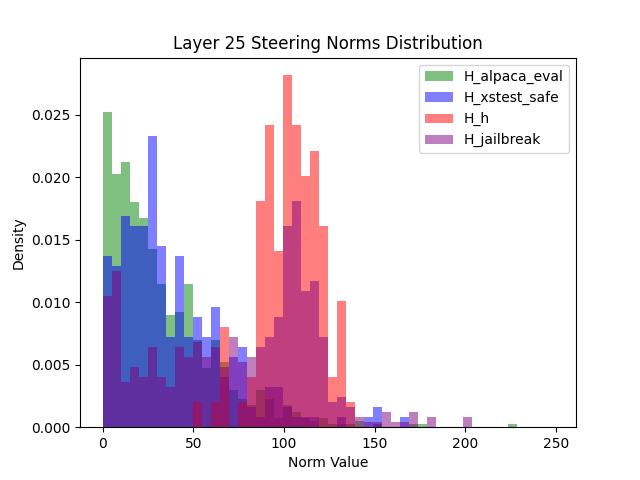 Layer 25 Steering Norms Distribution
H_alpaca_eval
H_xstest_safe
H_h
H_jailbreak
0.025
0.020
0.015
0.010
0.005
0.000
Density
0 50 100 150 200 250
Norm Value